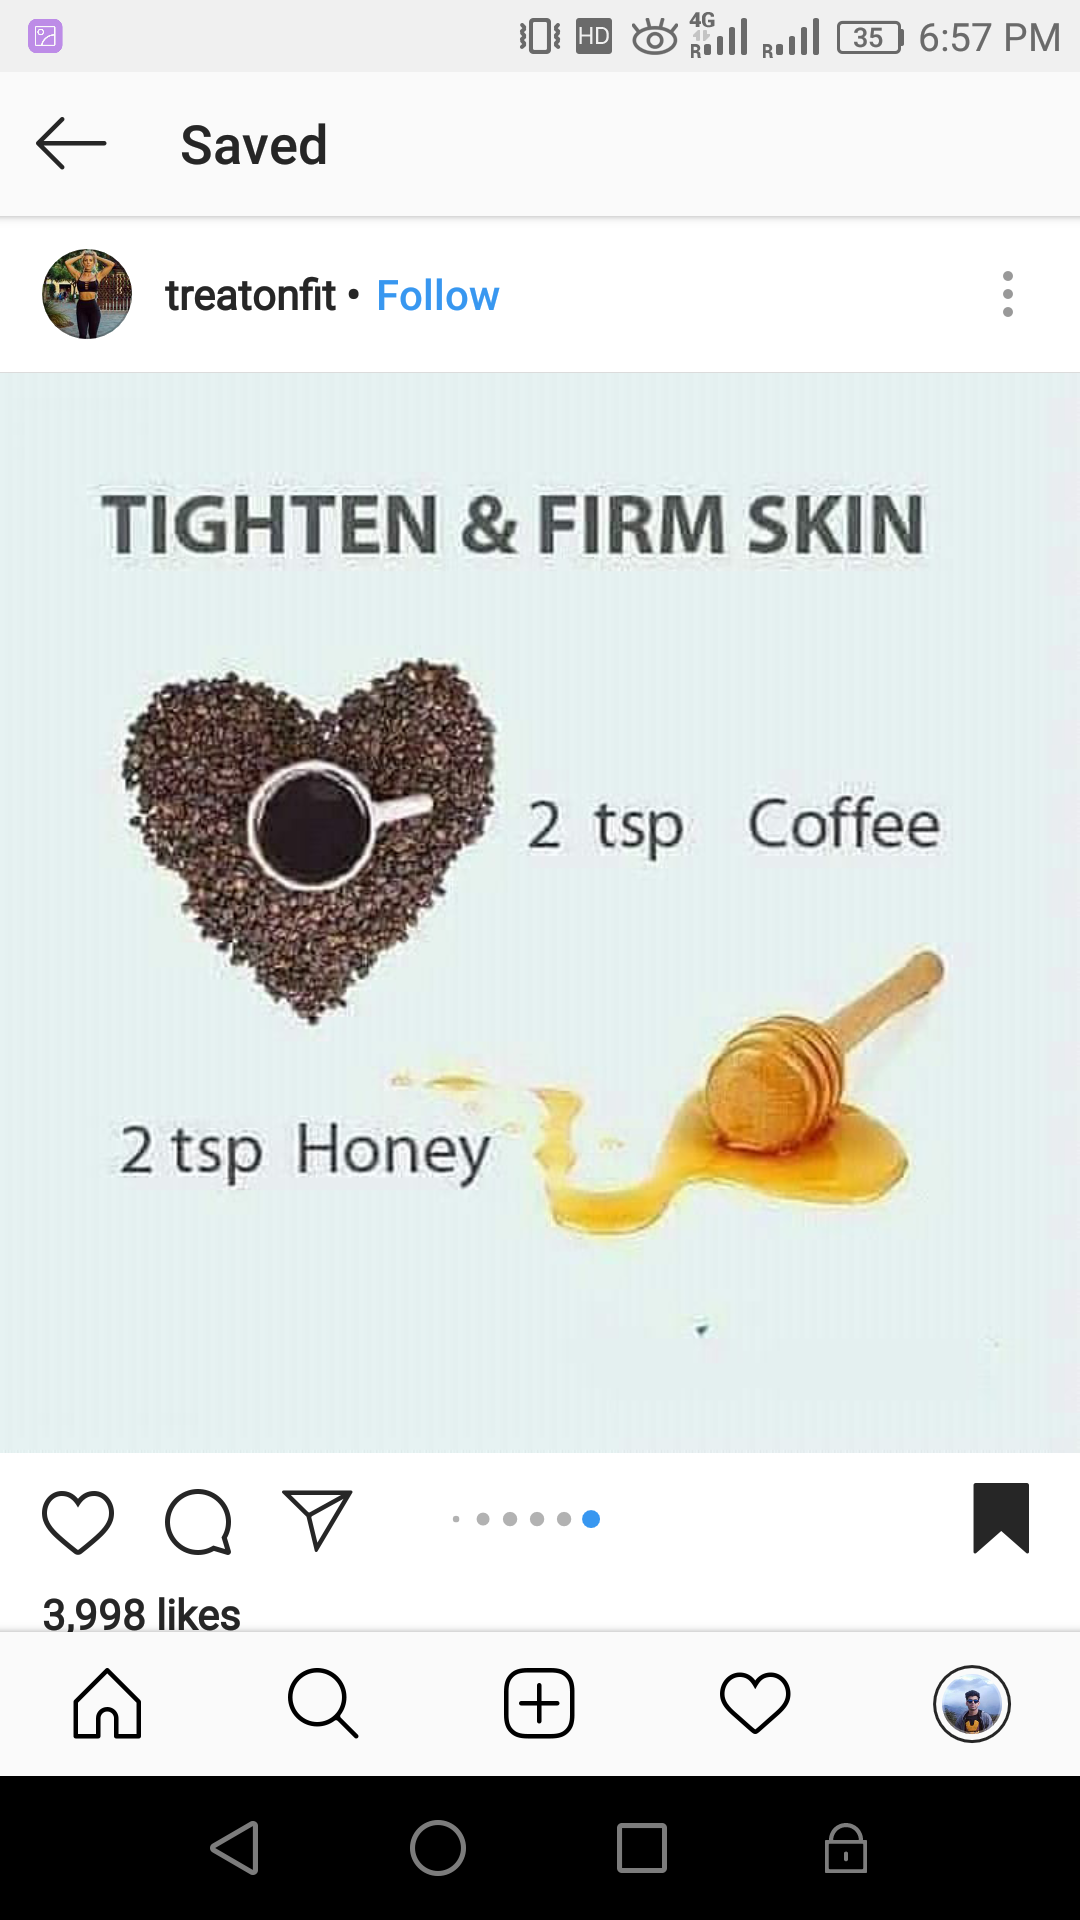 HD 4G R R 35 6:57 PM
Saved
treatonfit • Follow
TIGHTEN & FIRM SKIN
2 tsp Coffee
2 tsp Honey
3,998 likes